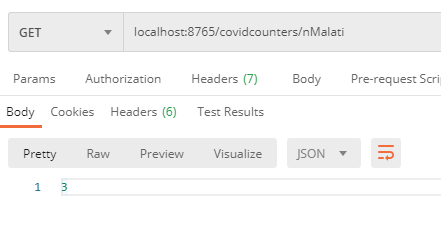 GET localhost:8765/covidcounters/nMalati
Params Authorization Headers (7) Body Pre-request Scri
Body Cookies Headers (6) Test Results
Pretty Raw Preview Visualize JSON
1 3